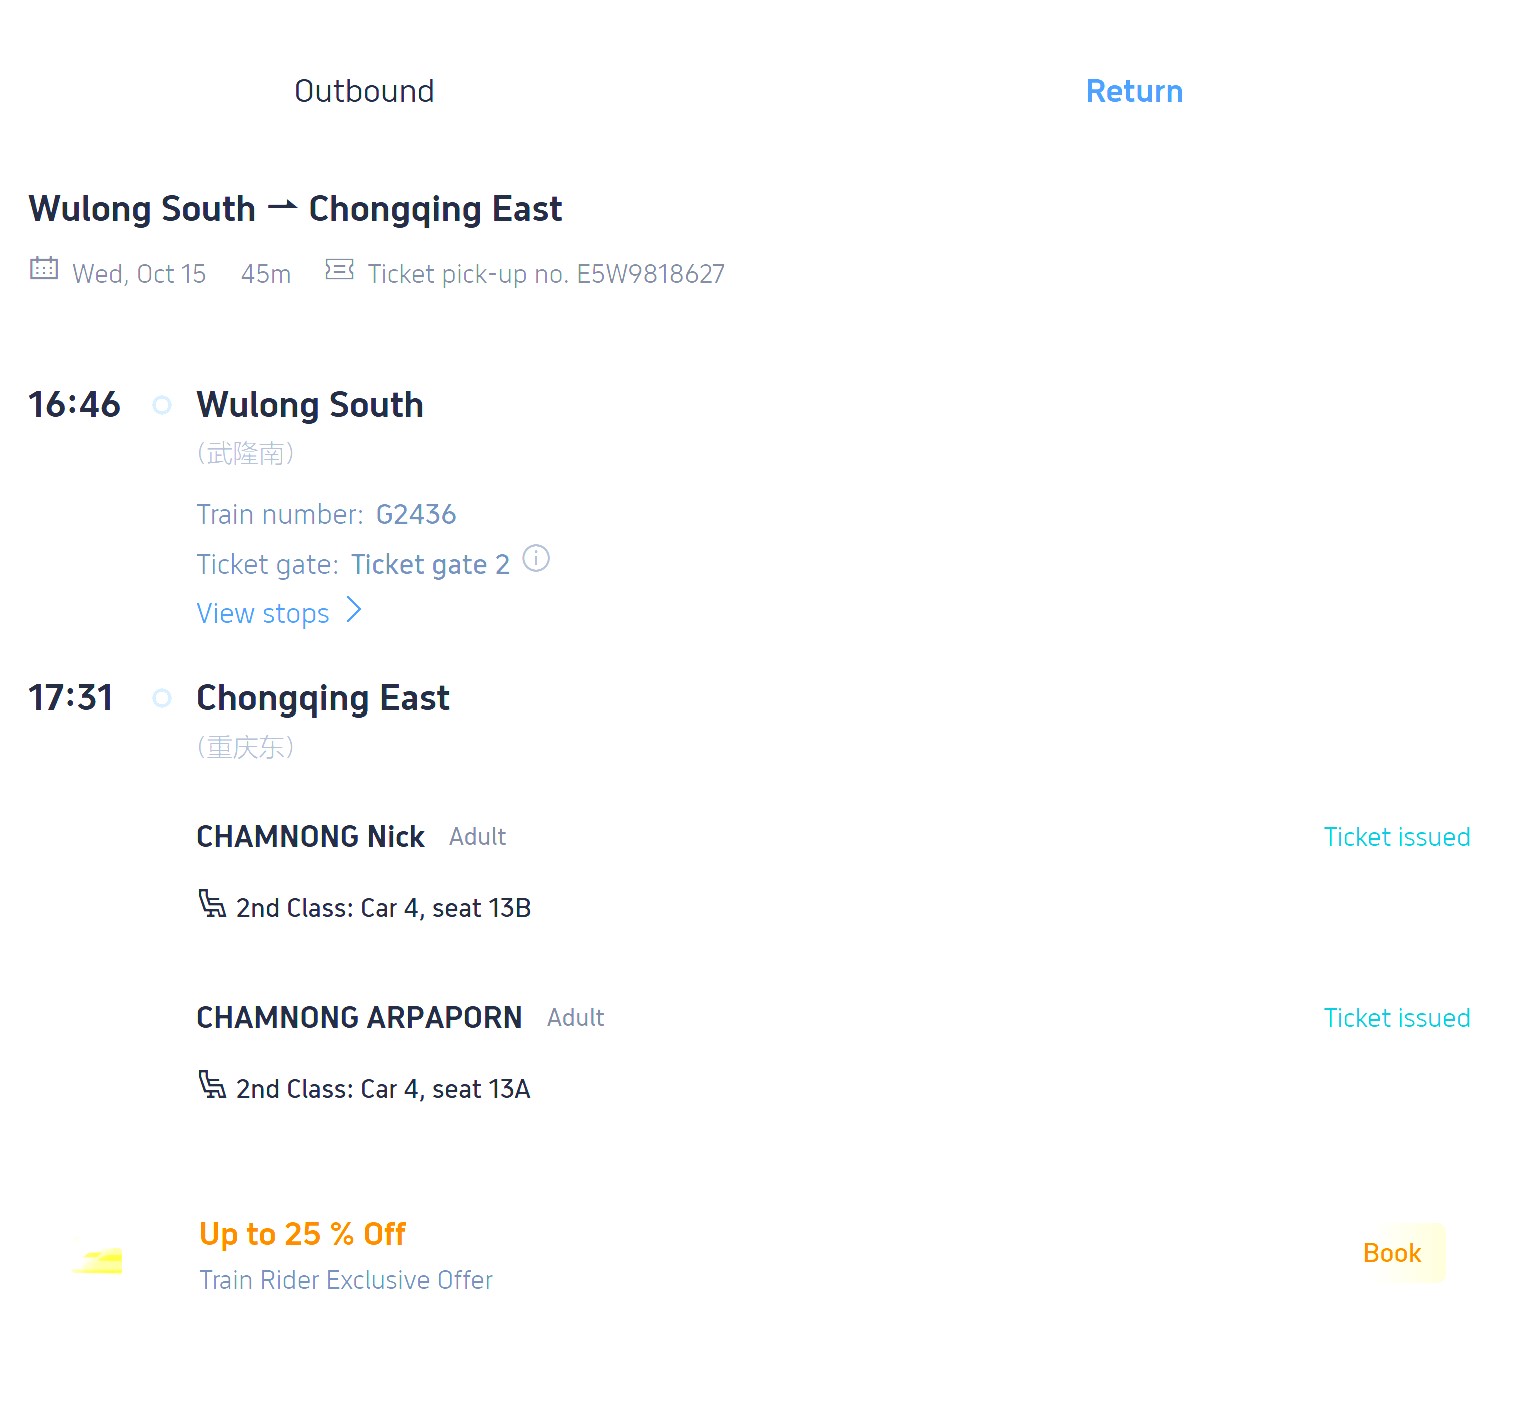 Outbound Return
Wulong South ⇀ Chongqing East
Wed, Oct 15 45m Ticket pick-up no. E5W9818627
16:46 Wulong South
(武隆南)
Train number: G2436
Ticket gate: Ticket gate 2
View stops >
17:31 Chongqing East
(重庆东)
CHAMNONG Nick Adult Ticket issued
2nd Class: Car 4, seat 13B
CHAMNONG ARPAPORN Adult Ticket issued
2nd Class: Car 4, seat 13A
Up to 25 % Off
Book
Train Rider Exclusive Offer